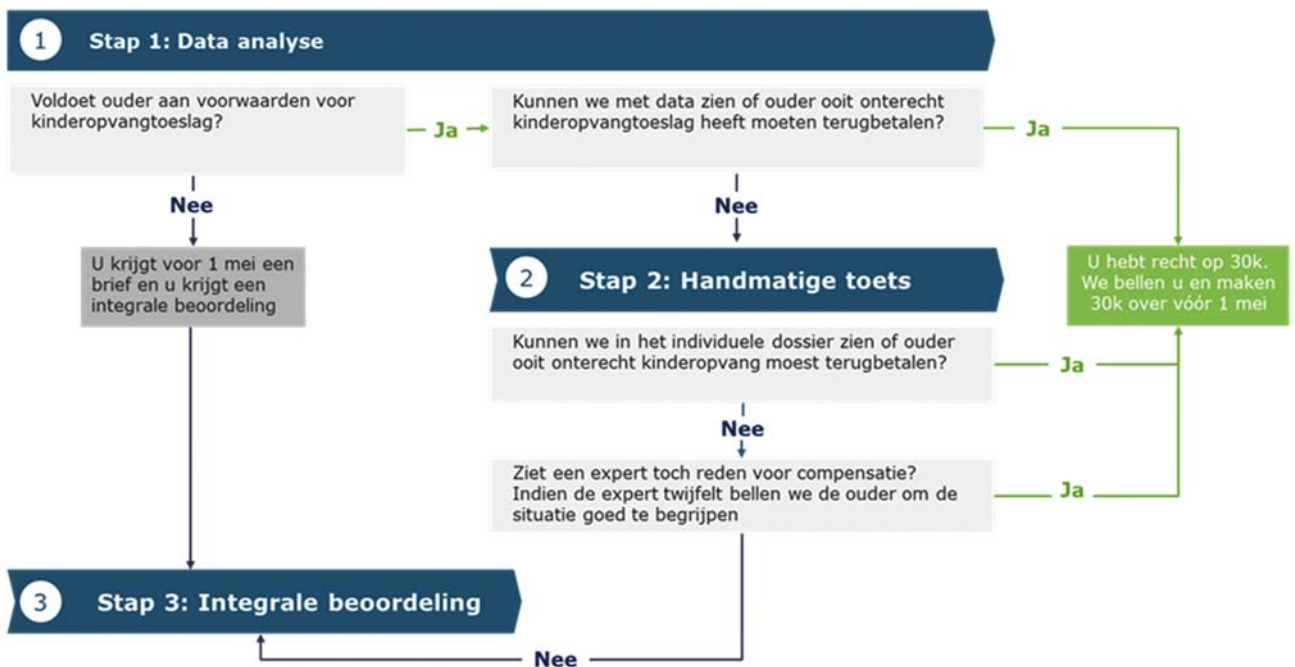 1
Stap 1: Data analyse
Voldoet ouder aan voorwaarden voor
kinderopvangtoeslag?
Ja
Kunnen we met data zien of ouder ooit onterecht
kinderopvangtoeslag heeft moeten terugbetalen?
Ja
Nee
Nee
U krijgt voor 1 mei een
brief en u krijgt een
integrale beoordeling
2
Stap 2: Handmatige toets
U hebt recht op 30k.
We bellen u en maken
30k over vóór 1 mei
Kunnen we in het individuele dossier zien of ouder
ooit onterecht kinderopvang moest terugbetalen?
Ja
Nee
Ziet een expert toch reden voor compensatie?
Indien de expert twijfelt bellen we de ouder om de
situatie goed te begrijpen
Ja
3
Stap 3: Integrale beoordeling
Nee